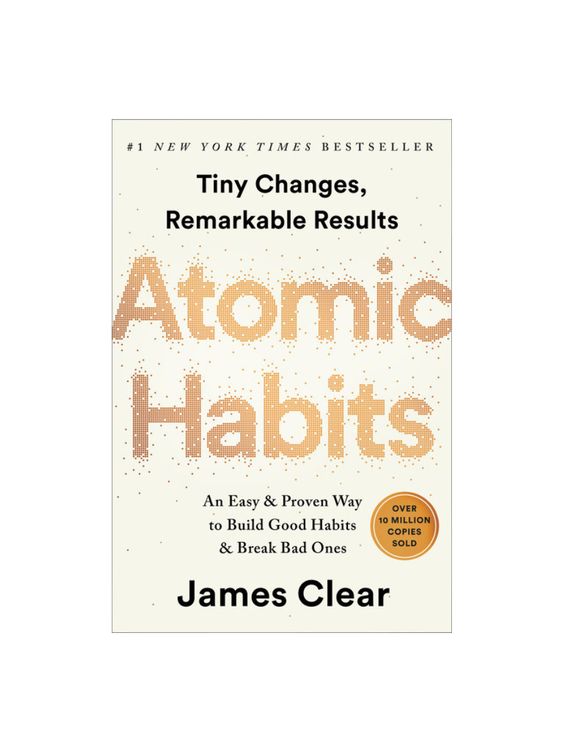 #1 NEW YORK TIMES BESTSELLER
Tiny Changes,
Remarkable Results
Atomic
Habits
An Easy & Proven Way
to Build Good Habits
& Break Bad Ones
OVER
10 MILLION
COPIES
SOLD
James Clear